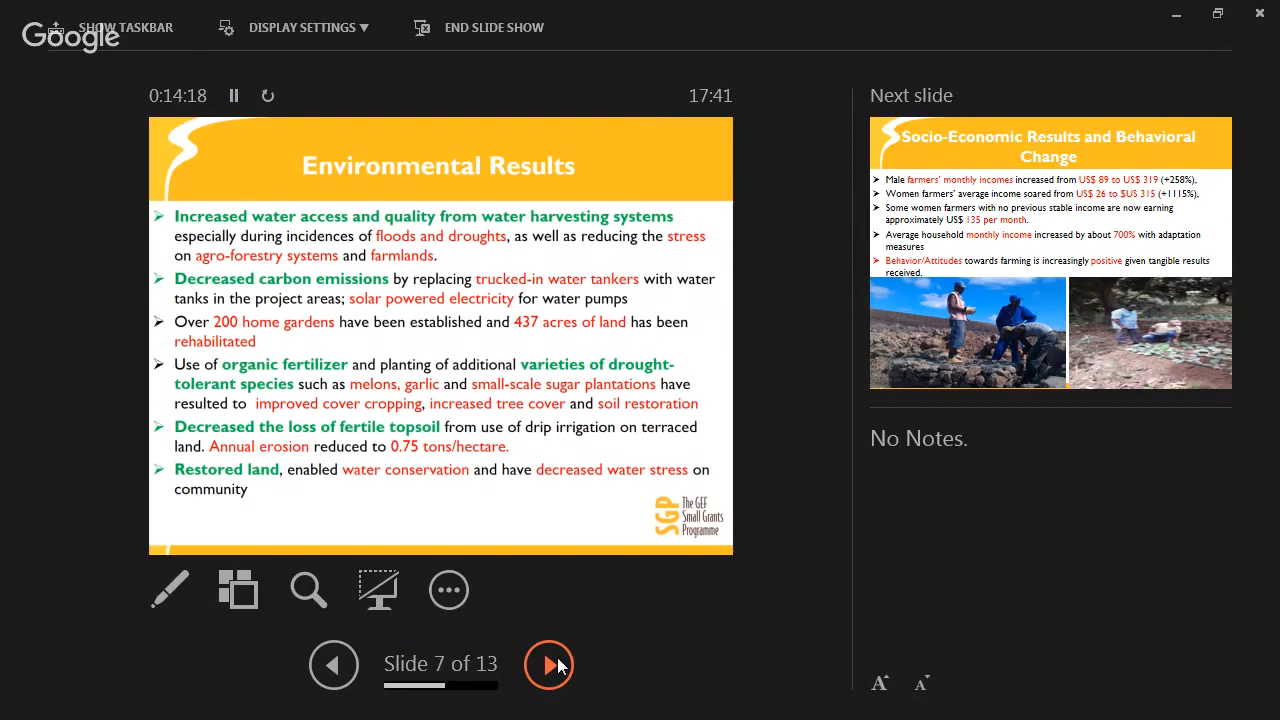 Google
SHOW TASKBAR
DISPLAY SETTINGS
END SLIDE SHOW
0:14:18
17:41
Environmental Results
Increased water access and quality from water harvesting systems
especially during incidences of floods and droughts, as well as reducing the stress
on agro-forestry systems and farmlands.
Decreased carbon emissions by replacing trucked-in water tankers with water
tanks in the project areas; solar powered electricity for water pumps
Over 200 home gardens have been established and 437 acres of land has been
rehabilitated
Use of organic fertilizer and planting of additional varieties of drought-
tolerant species such as melons, garlic and small-scale sugar plantations have
resulted to improved cover cropping, increased tree cover and soil restoration
Decreased the loss of fertile topsoil from use of drip irrigation on terraced
land. Annual erosion reduced to 0.75 tons/hectare.
Restored land, enabled water conservation and have decreased water stress on
community
SGP
The GEF
Small Grants
Programme
Slide 7 of 13
Next slide
Socio-Economic Results and Behavioral
Change
Male farmers' monthly incomes increased from US$ 89 to US$ 319 (+258%),
Women farmers' average income soared from US$ 26 to $US 315 (+1115%),
Some women farmers with no previous stable income are now earning
approximately US$ 135 per month.
Average household monthly income increased by about 700% with adaptation
measures
Behavior/Attitudes towards farming is increasingly positive given tangible results
received.
No Notes.
A A